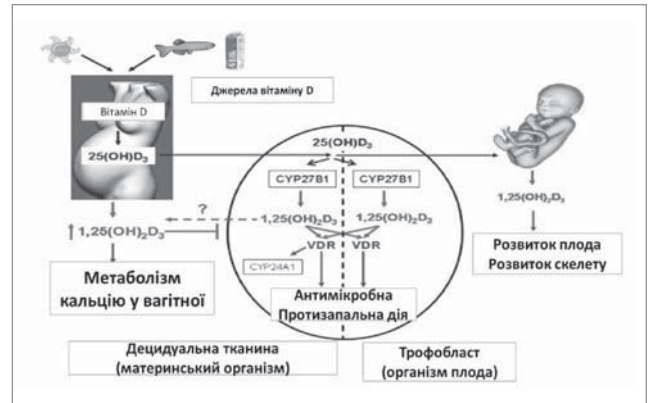 Джерела вітаміну D
Вітамін D
25(OH)D₃
25(OH)D₃
CYP27B1
CYP27B1
1,25(OH)₂D₃
?
1,25(OH)₂D₃
1,25(OH)₂D₃
1,25(OH)₂D₃
VDR
VDR
CYP24A1
Метаболізм
кальцію у вагітної
Антимікробна
Протизапальна дія
Розвиток плода
Розвиток скелету
Децидуальна тканина
(материнський організм)
Трофобласт
(організм плода)